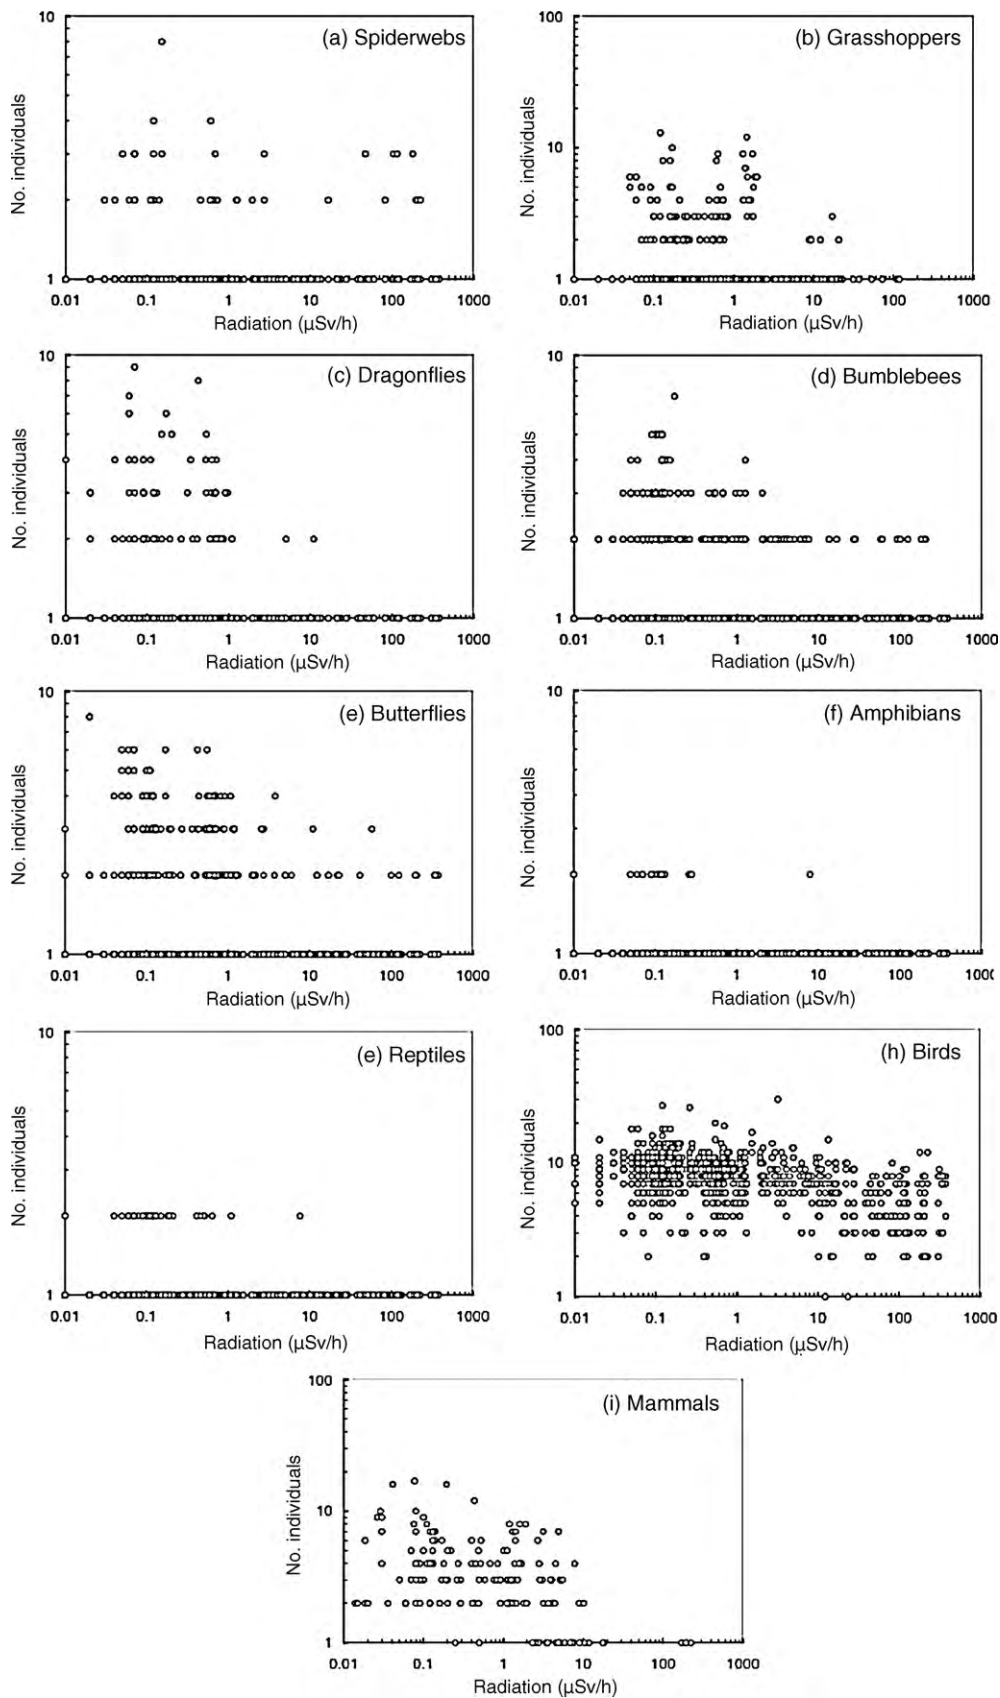 10
(a) Spiderwebs
No. individuals
1
0.01 0.1 1 10 100 1000
Radiation (µSv/h)
100
(b) Grasshoppers
10
No. individuals
1
0.01 0.1 1 10 100 1000
Radiation (µSv/h)
10
(c) Dragonflies
No. individuals
1
0.01 0.1 1 10 100 1000
Radiation (µSv/h)
10
(d) Bumblebees
No. individuals
1
0.01 0.1 1 10 100 1000
Radiation (µSv/h)
10
(e) Butterflies
No. individuals
1
0.01 0.1 1 10 100 1000
Radiation (µSv/h)
10
(f) Amphibians
No. individuals
1
0.01 0.1 1 10 100 1000
Radiation (µSv/h)
10
(e) Reptiles
No. individuals
1
0.01 0.1 1 10 100 1000
Radiation (µSv/h)
100
(h) Birds
10
No. individuals
1
0.01 0.1 1 10 100 1000
Radiation (µSv/h)
100
(i) Mammals
10
No. individuals
1
0.01 0.1 1 10 100 1000
Radiation (µSv/h)